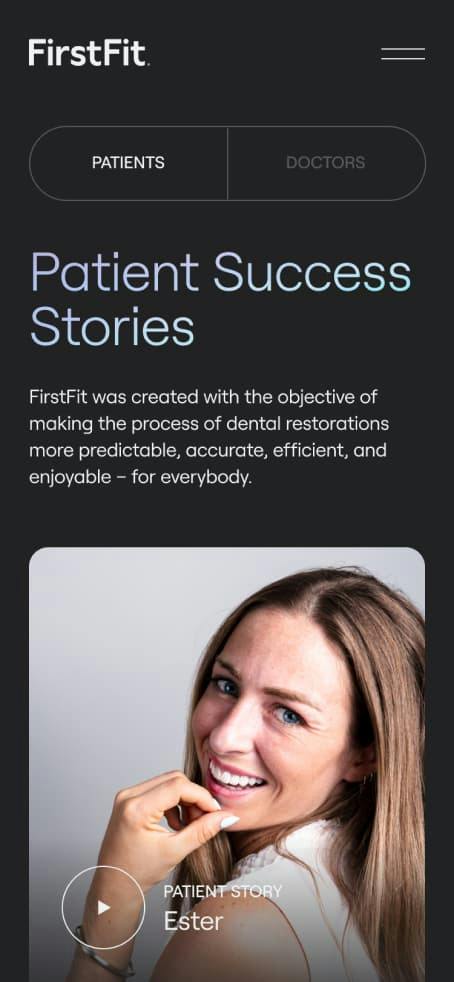 FirstFit.
PATIENTS
DOCTORS
Patient Success
Stories
FirstFit was created with the objective of
making the process of dental restorations
more predictable, accurate, efficient, and
enjoyable – for everybody.
PATIENT STORY
Ester